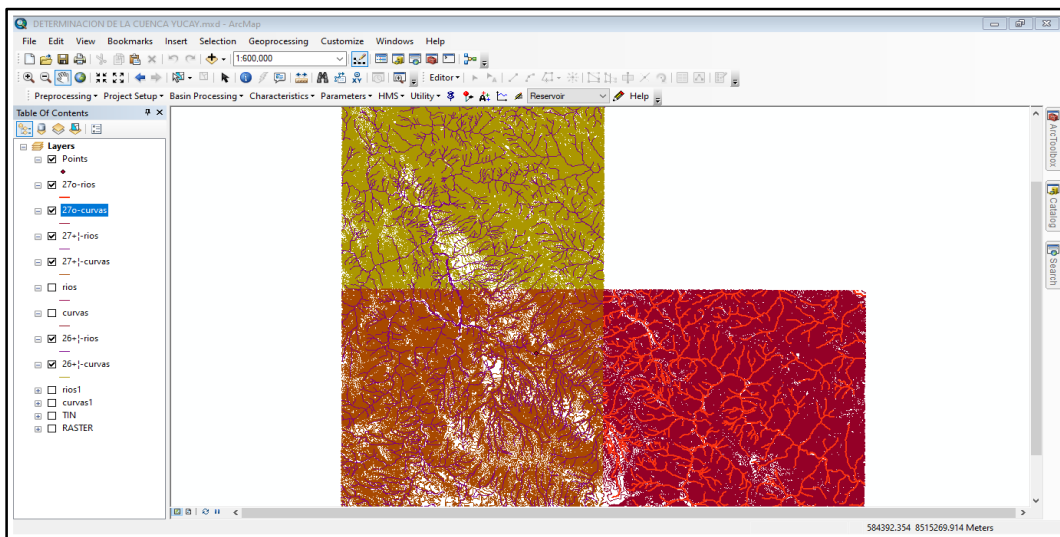 DETERMINACION DE LA CUENCA YUCAY.mxd - ArcMap
File Edit View Bookmarks Insert Selection Geoprocessing Customize Windows Help
1:600,000
Editor
Preprocessing Project Setup Basin Processing Characteristics Parameters HMS Utility Reservoir Help
Table Of Contents
Layers
Points
27o-rios
27o-curvas
27+¦-rios
27+¦-curvas
rios
curvas
26+¦-rios
26+¦-curvas
rios1
curvas1
TIN
RASTER
ArcToolbox
Catalog
Search
584392.354 8515269.914 Meters